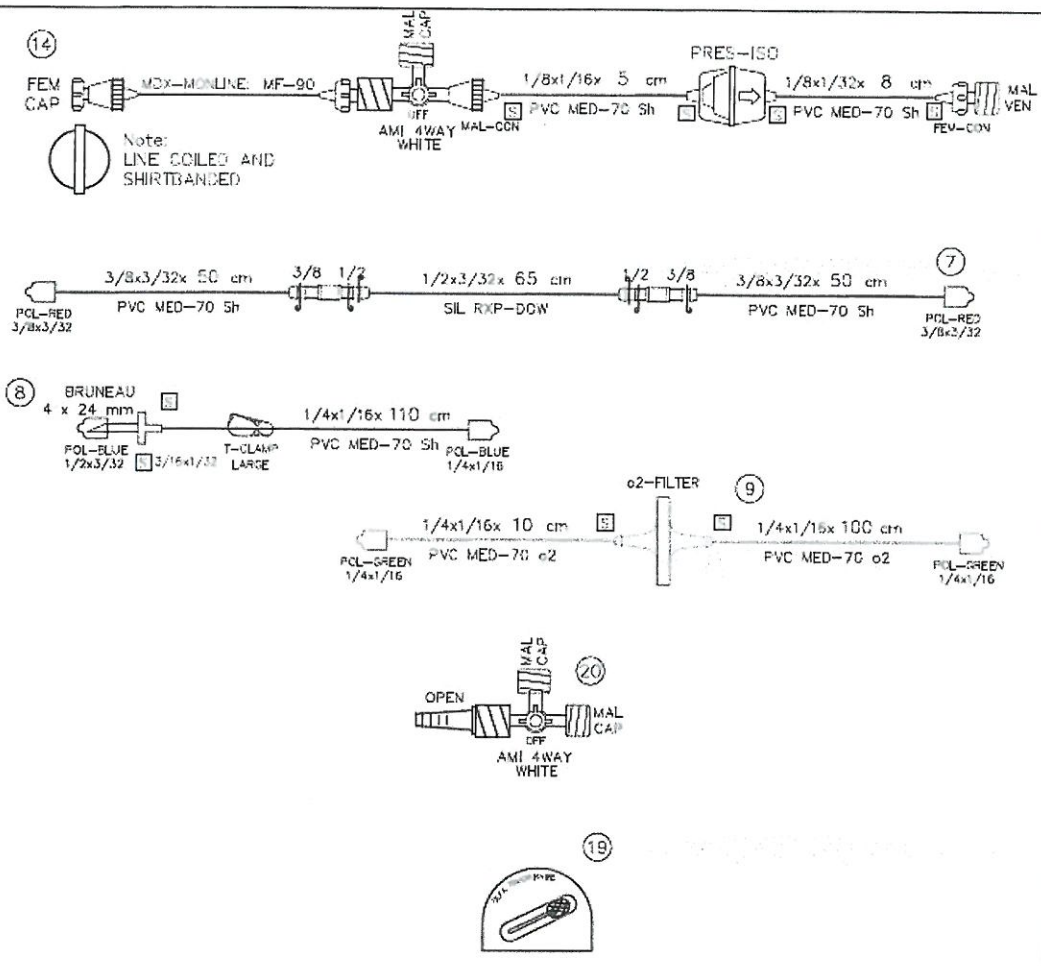 14
FEM
CAP
MDX-MONLINE: MF-90
MAL
CAP
OFF
AMI 4WAY
WHITE
MAL-CON
1/8x1/16x 5 cm
S
PVC MED-70 Sh
S
PRES-ISO
1/8x1/32x 8 cm
S
PVC MED-70 Sh
S
FEM-CON
MAL
VEN
Note:
LINE COILED AND
SHIRTBANDED
7
3/8x3/32x 50 cm
PVC MED-70 Sh
POL-RED
3/8x3/32
3/8 1/2
1/2x3/32x 65 cm
SIL RXP-DOW
1/2 3/8
3/8x3/32x 50 cm
PVC MED-70 Sh
POL-RED
3/8x3/32
8
BRUNEAU
4 x 24 mm
S
POL-BLUE
1/2x3/32
S 3/16x1/32
T-CLAMP
LARGE
1/4x1/16x 110 cm
PVC MED-70 Sh
POL-BLUE
1/4x1/16
o2-FILTER
9
1/4x1/16x 10 cm
S
PVC MED-70 o2
POL-GREEN
1/4x1/16
S
1/4x1/16x 100 cm
PVC MED-70 o2
POL-GREEN
1/4x1/16
MAL
CAP
20
OPEN
OFF
MAL
CAP
AMI 4WAY
WHITE
19